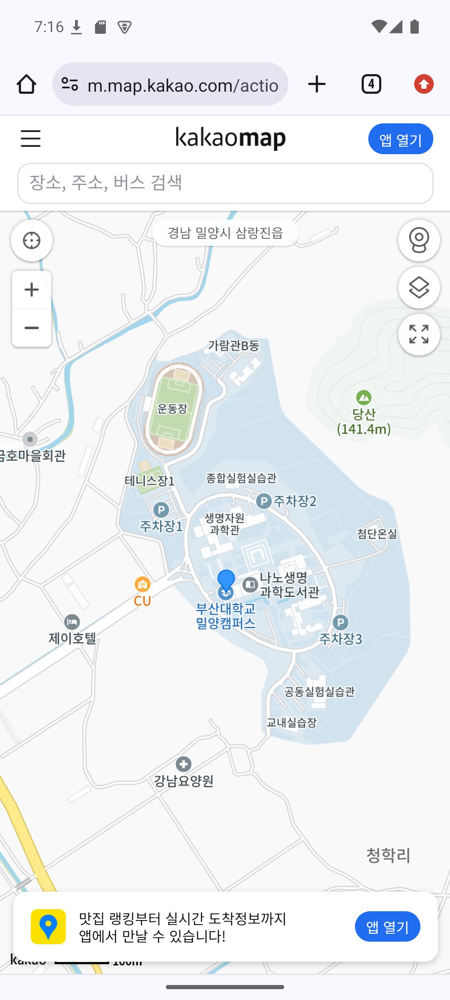 7:16
m.map.kakao.com/actio
4
kakaomap
앱 열기
장소, 주소, 버스 검색
경남 밀양시 삼랑진읍
가람관B동
운동장
당산
(141.4m)
금호마을회관
테니스장1
종합실험실습관
주차장2
생명자원
과학관
주차장1
첨단온실
나노생명
과학도서관
24
CU
부산대학교
밀양캠퍼스
제이호텔
주차장3
공동실험실습관
교내실습장
강남요양원
청학리
맛집 랭킹부터 실시간 도착정보까지
앱에서 만날 수 있습니다!
앱 열기
kakao
100m